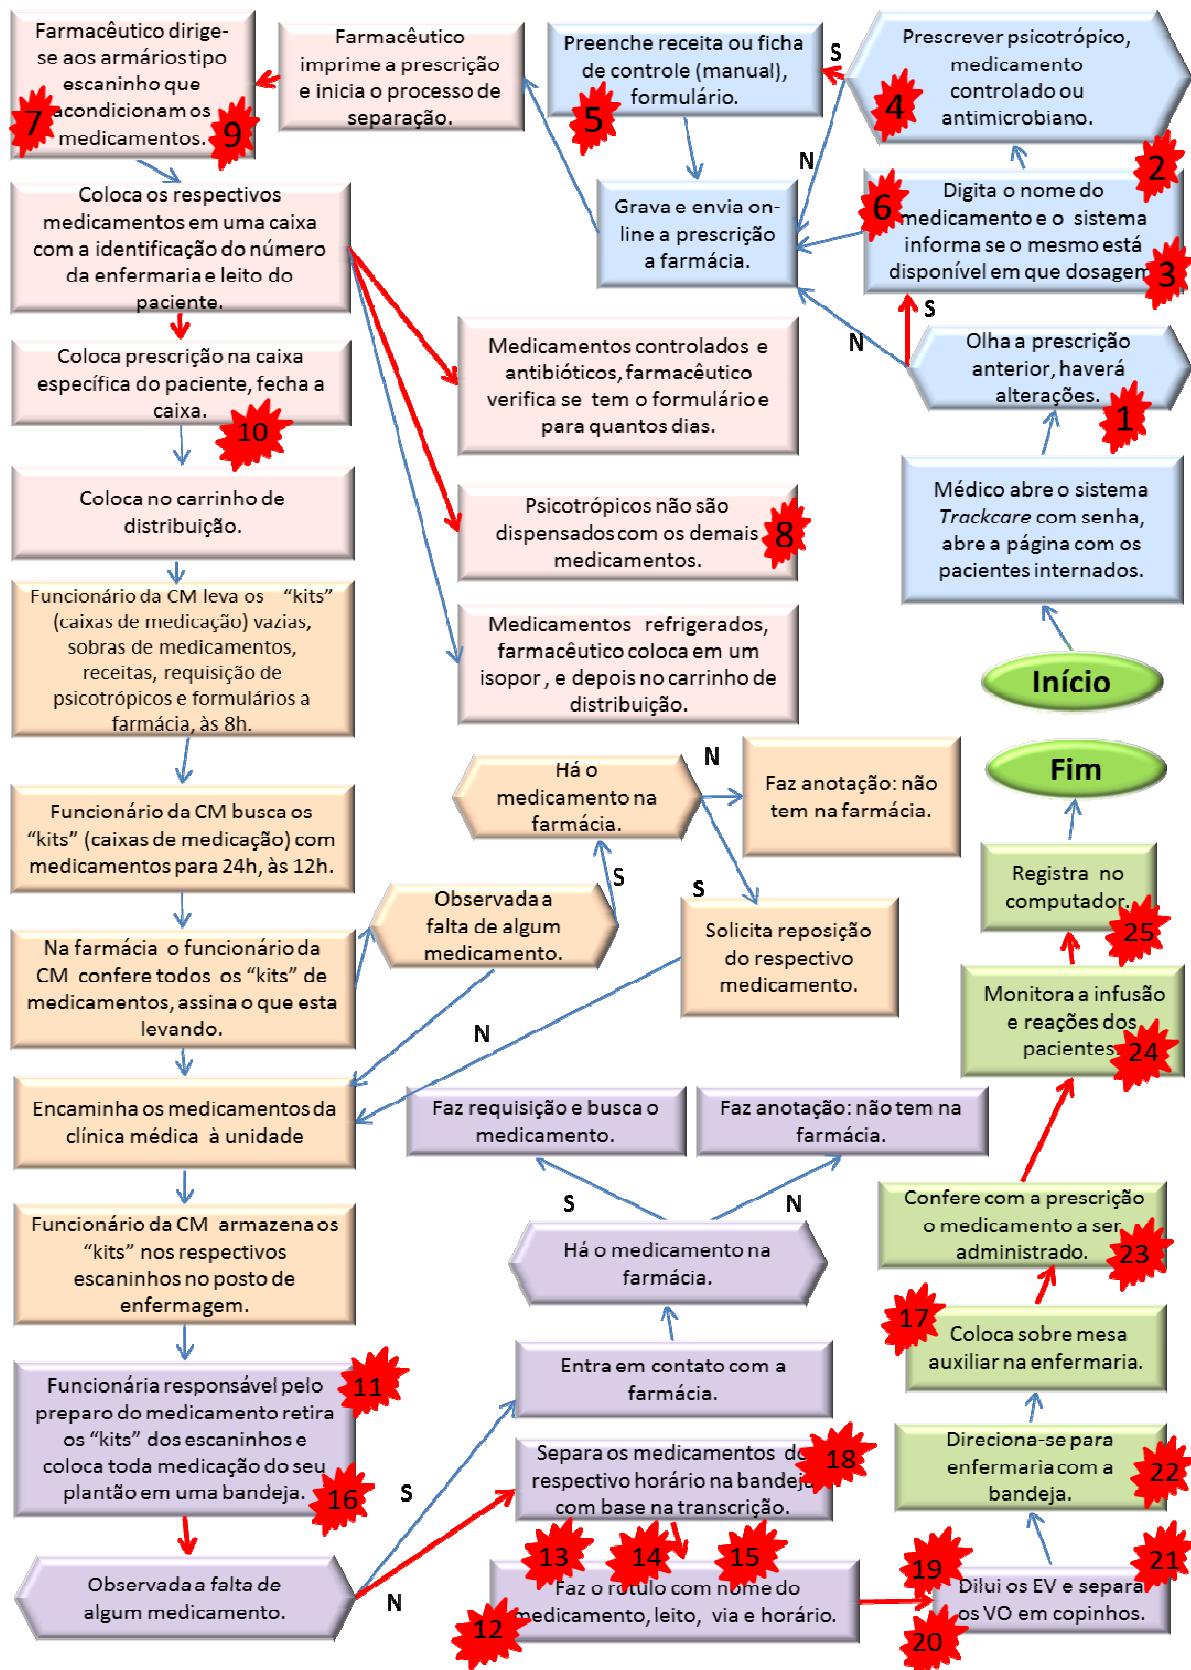 Farmacêutico dirige-
se aos armários tipo
escaninho que
acondicionam os
medicamentos.
7
9
Farmacêutico
imprime a prescrição
e inicia o processo de
separação.
Preenche receita ou ficha
de controle (manual),
formulário.
5
S
Prescrever psicotrópico,
medicamento
controlado ou
antimicrobiano.
4
2
N
Coloca os respectivos
medicamentos em uma caixa
com a identificação do número
da enfermaria e leito do
paciente.
Grava e envia on-
line a prescrição
a farmácia.
6
Digita o nome do
medicamento e o sistema
informa se o mesmo está
disponível em que dosagem
3
S
N
Olha a prescrição
anterior, haverá
alterações.
1
Coloca prescrição na caixa
específica do paciente, fecha a
caixa.
10
Medicamentos controlados e
antibióticos, farmacêutico
verifica se tem o formulário e
para quantos dias.
Coloca no carrinho de
distribuição.
Psicotrópicos não são
dispensados com os demais
medicamentos.
8
Médico abre o sistema
Trackcare com senha,
abre a página com os
pacientes internados.
Funcionário da CM leva os "kits"
(caixas de medicação) vazias,
sobras de medicamentos,
receitas, requisição de
psicotrópicos e formulários a
farmácia, às 8h.
Medicamentos refrigerados,
farmacêutico coloca em um
isopor , e depois no carrinho de
distribuição.
Início
Fim
Funcionário da CM busca os
"kits" (caixas de medicação) com
medicamentos para 24h, às 12h.
Há o
medicamento na
farmácia.
N
Faz anotação: não
tem na farmácia.
S
S
Observada a
falta de algum
medicamento.
Solicita reposição
do respectivo
medicamento.
N
Registra no
computador.
25
Na farmácia o funcionário da
CM confere todos os "kits" de
medicamentos, assina o que esta
levando.
Monitora a infusão
e reações dos
pacientes.
24
Encaminha os medicamentos da
clínica médica à unidade
Faz requisição e busca o
medicamento.
Faz anotação: não tem na
farmácia.
S
N
Há o medicamento na
farmácia.
Confere com a prescrição
o medicamento a ser
administrado.
23
Funcionário da CM armazena os
"kits" nos respectivos
escaninhos no posto de
enfermagem.
17
Coloca sobre mesa
auxiliar na enfermaria.
Entra em contato com a
farmácia.
Funcionária responsável pelo
preparo do medicamento retira
os "kits" dos escaninhos e
coloca toda medicação do seu
plantão em uma bandeja.
11
16
S
Separa os medicamentos do
respectivo horário na bandeja
com base na transcrição.
18
Direciona-se para
enfermaria com a
bandeja.
22
Observada a falta de
algum medicamento.
N
13
14
15
Faz o rótulo com nome do
medicamento, leito, via e horário.
12
19
21
Dilui os EV e separa
os VO em copinhos.
20